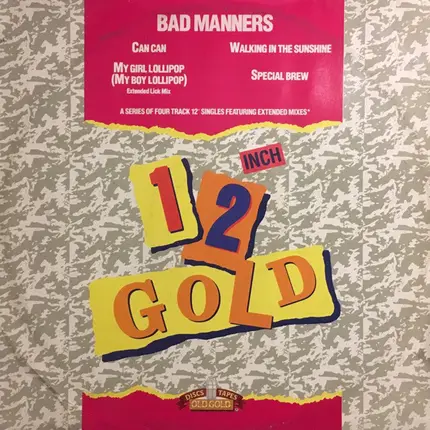 BAD MANNERS
CAN CAN
WALKING IN THE SUNSHINE
MY GIRL LOLLIPOP
(MY BOY LOLLIPOP)
Extended Lick Mix
SPECIAL BREW
A SERIES OF FOUR TRACK 12" SINGLES FEATURING EXTENDED MIXES*
12 INCH
GOLD
DISCS TAPES
OLD GOLD